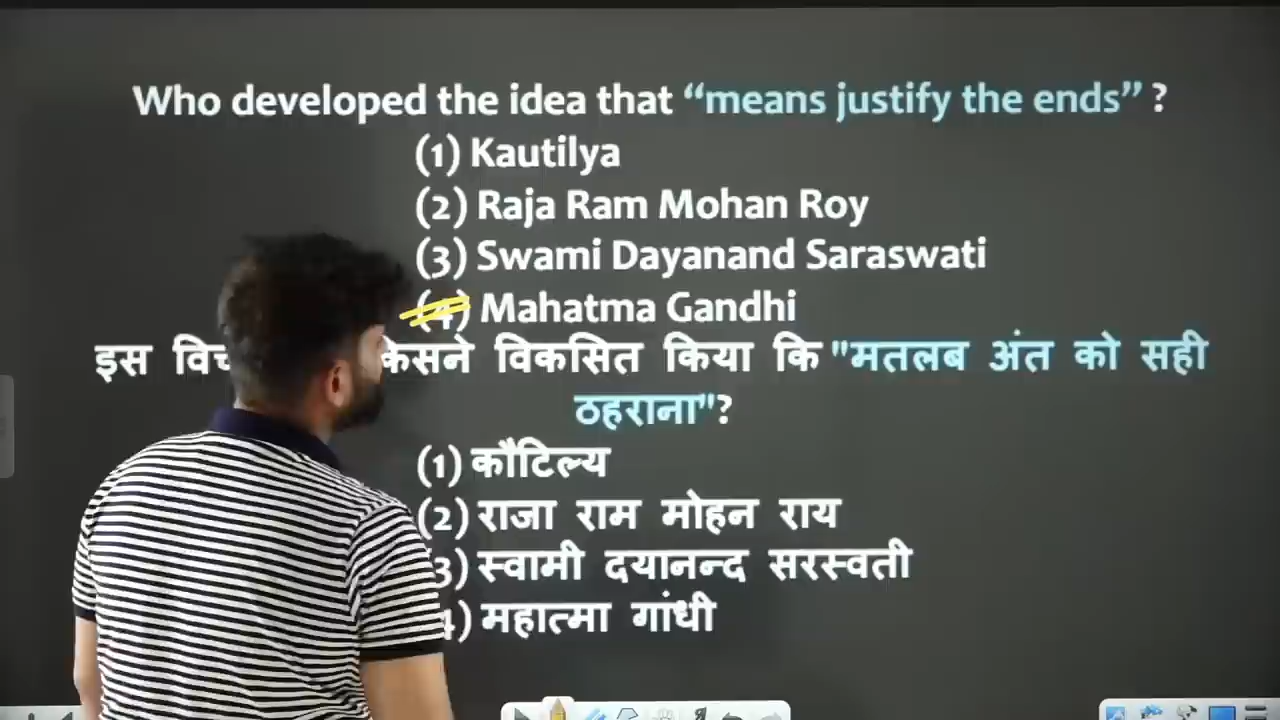 Who developed the idea that “means justify the ends” ?
(1) Kautilya
(2) Raja Ram Mohan Roy
(3) Swami Dayanand Saraswati
(4) Mahatma Gandhi
इस विकसित किया कि "मतलब अंत को सही
ठहराना"?
(1) कौटिल्य
(2) राजा राम मोहन राय
3) स्वामी दयानन्द सरस्वती
4) महात्मा गांधी